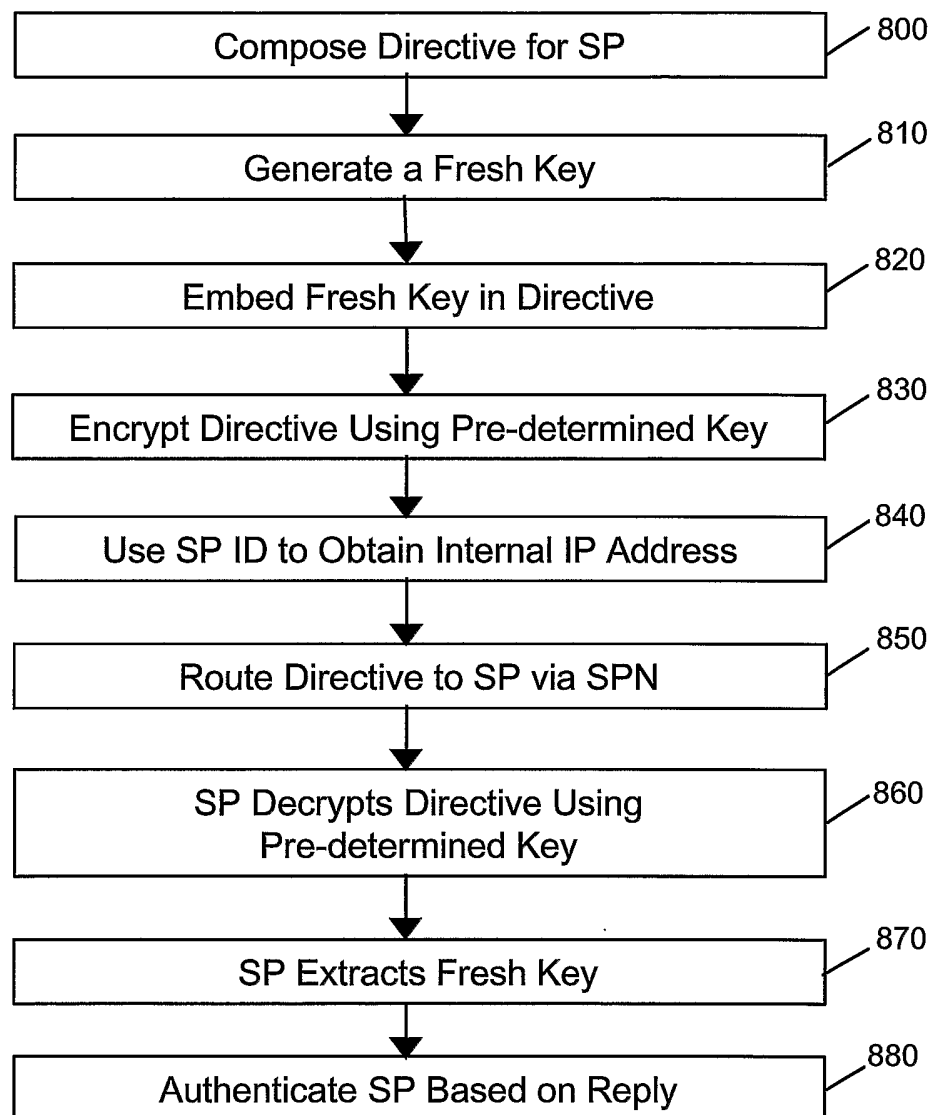 Compose Directive for SP
800
Generate a Fresh Key
810
Embed Fresh Key in Directive
820
Encrypt Directive Using Pre-determined Key
830
Use SP ID to Obtain Internal IP Address
840
Route Directive to SP via SPN
850
SP Decrypts Directive Using
Pre-determined Key
860
SP Extracts Fresh Key
870
Authenticate SP Based on Reply
880